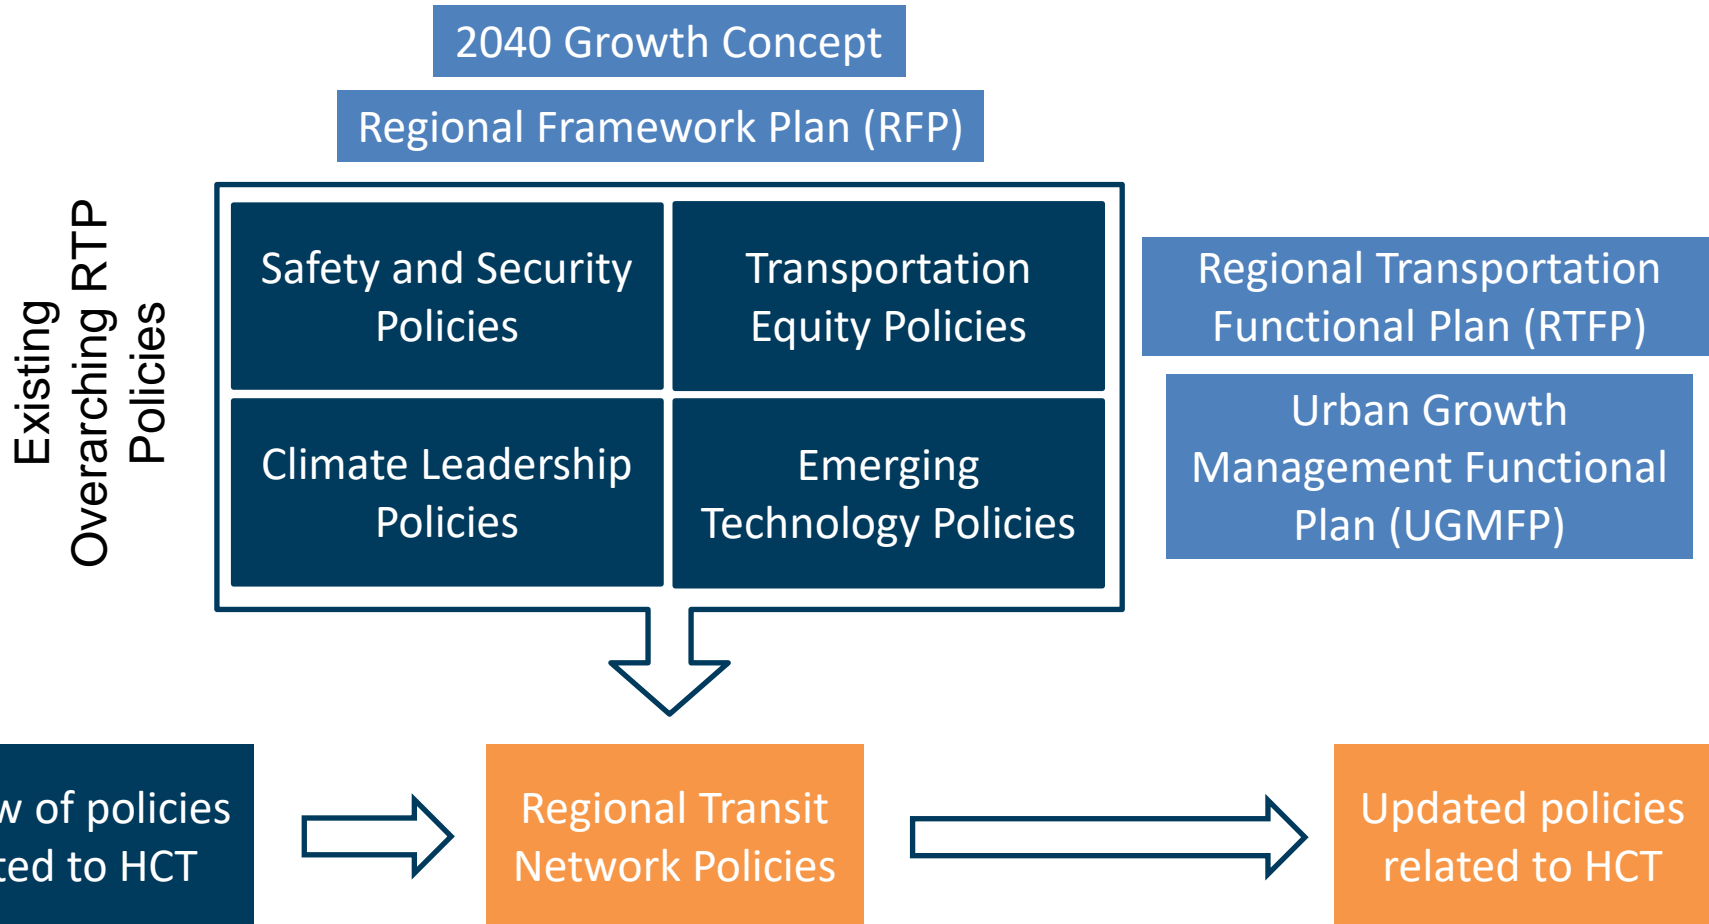 2040 Growth Concept
Regional Framework Plan (RFP)
Existing
Overarching RTP
Policies
Safety and Security
Policies
Transportation
Equity Policies
Climate Leadership
Policies
Emerging
Technology Policies
Regional Transportation
Functional Plan (RTFP)
Urban Growth
Management Functional
Plan (UGMFP)
of policies
to HCT
Regional Transit
Network Policies
Updated policies
related to HCT